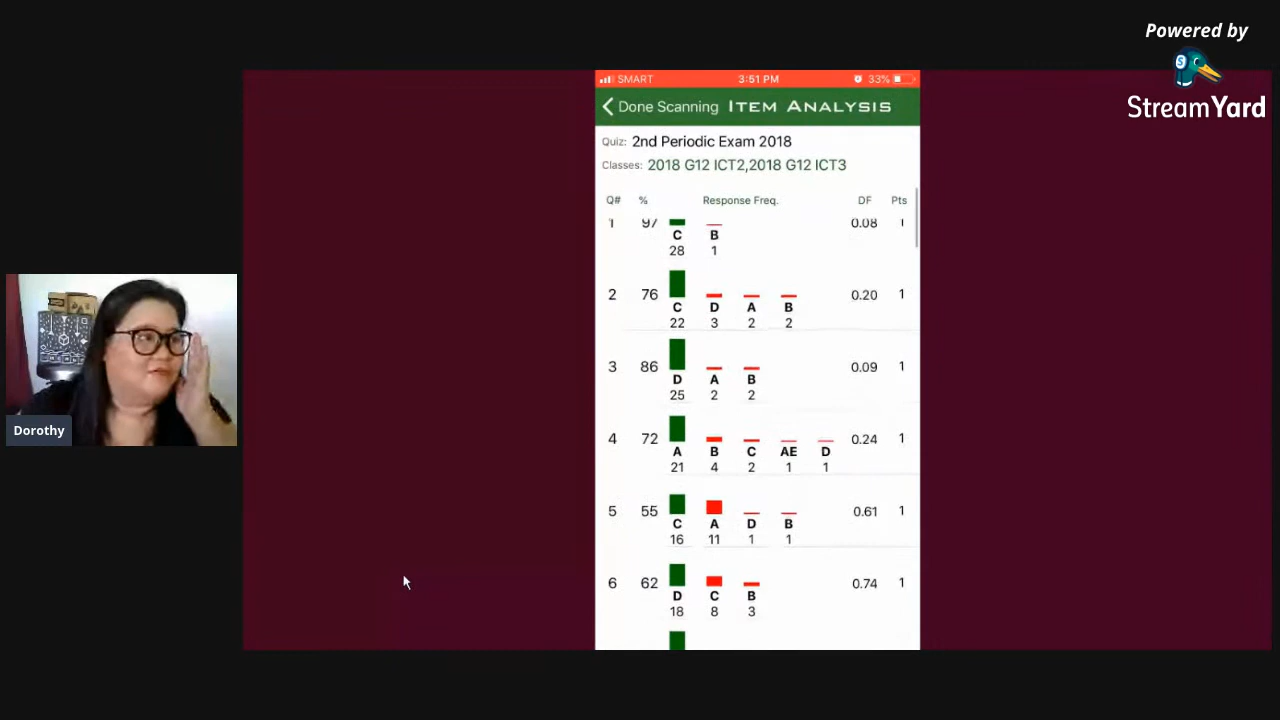 Powered by
StreamYard
SMART 3:51 PM 33%
Done Scanning ITEM ANALYSIS
Quiz: 2nd Periodic Exam 2018
Classes: 2018 G12 ICT2,2018 G12 ICT3
Q# % Response Freq. DF Pts
1 97 C B 0.08 1
28 1
2 76 0.20 1
C D A B
22 3 2 2
3 86 0.09 1
D A B
25 2 2
4 72 0.24 1
A B C AE D
21 4 2 1 1
5 55 0.61 1
C A D B
16 11 1 1
6 62 0.74 1
D C B
18 8 3
Dorothy